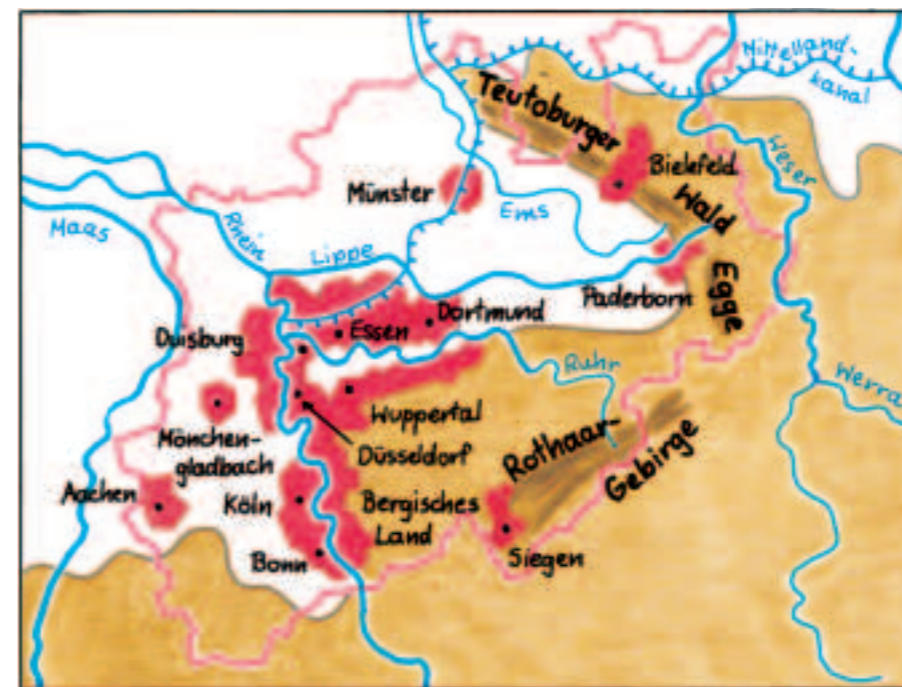 Mittelland-
kanal
Teutoburger
Wald
Bielefeld
Weser
Münster
Ems
Maas
Rhein
Lippe
Paderborn
Egge
Dortmund
Essen
Duisburg
Ruhr
Werra
Wuppertal
Mönchen-
gladbach
Düsseldorf
Rothaar-
Gebirge
Aachen
Köln
Bergisches
Land
Bonn
Siegen